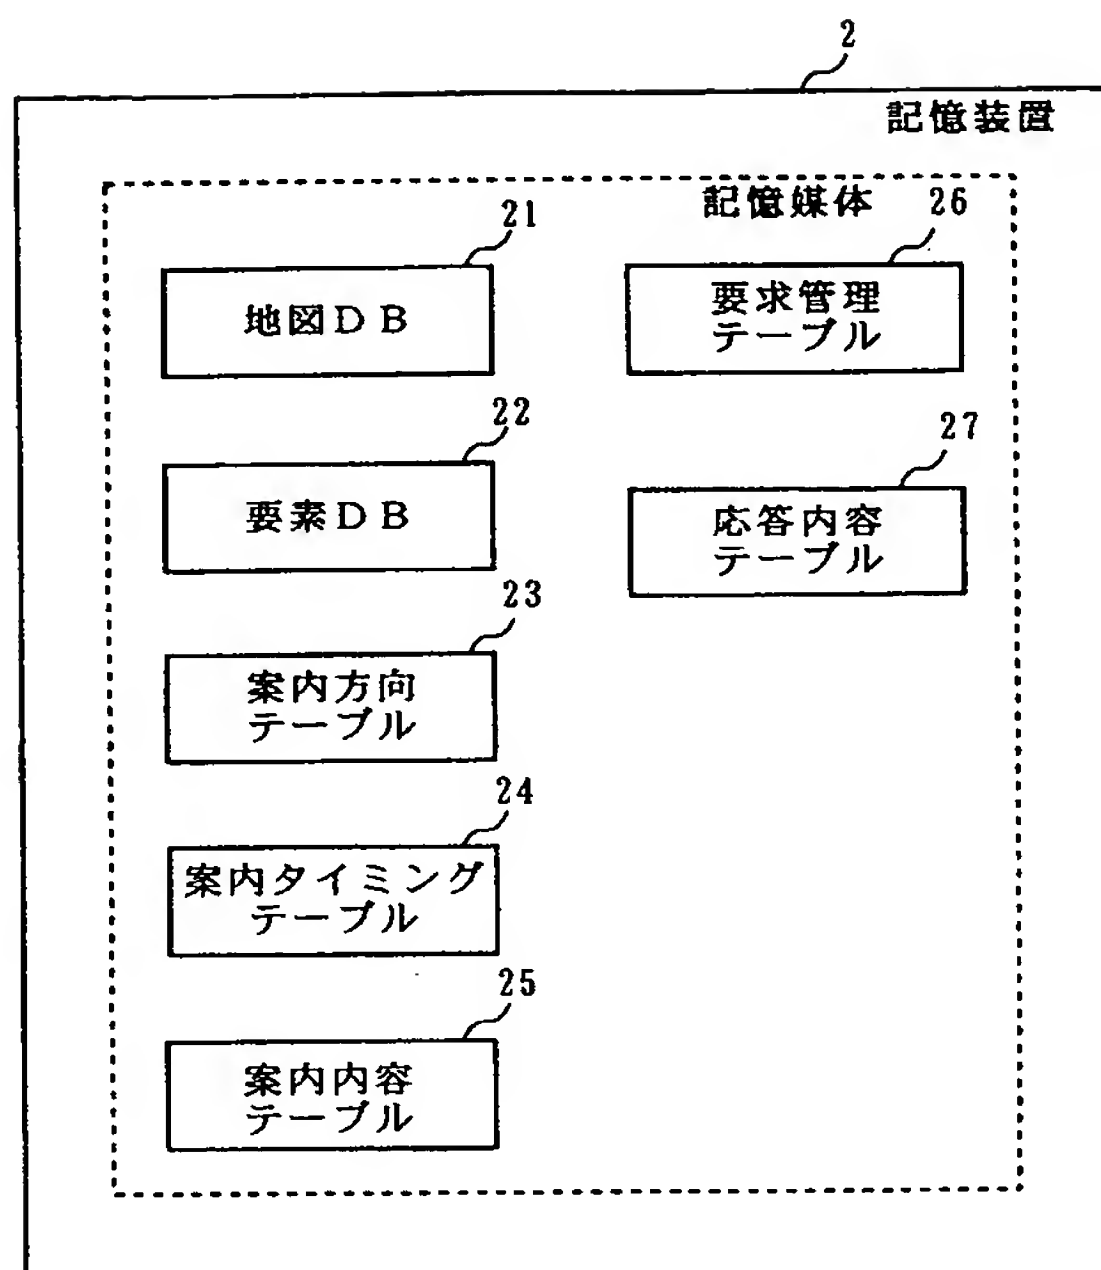 2
記憶装置
記憶媒体
21
地図DB
22
要素DB
23
案内方向
テーブル
24
案内タイミング
テーブル
25
案内内容
テーブル
26
要求管理
テーブル
27
応答内容
テーブル